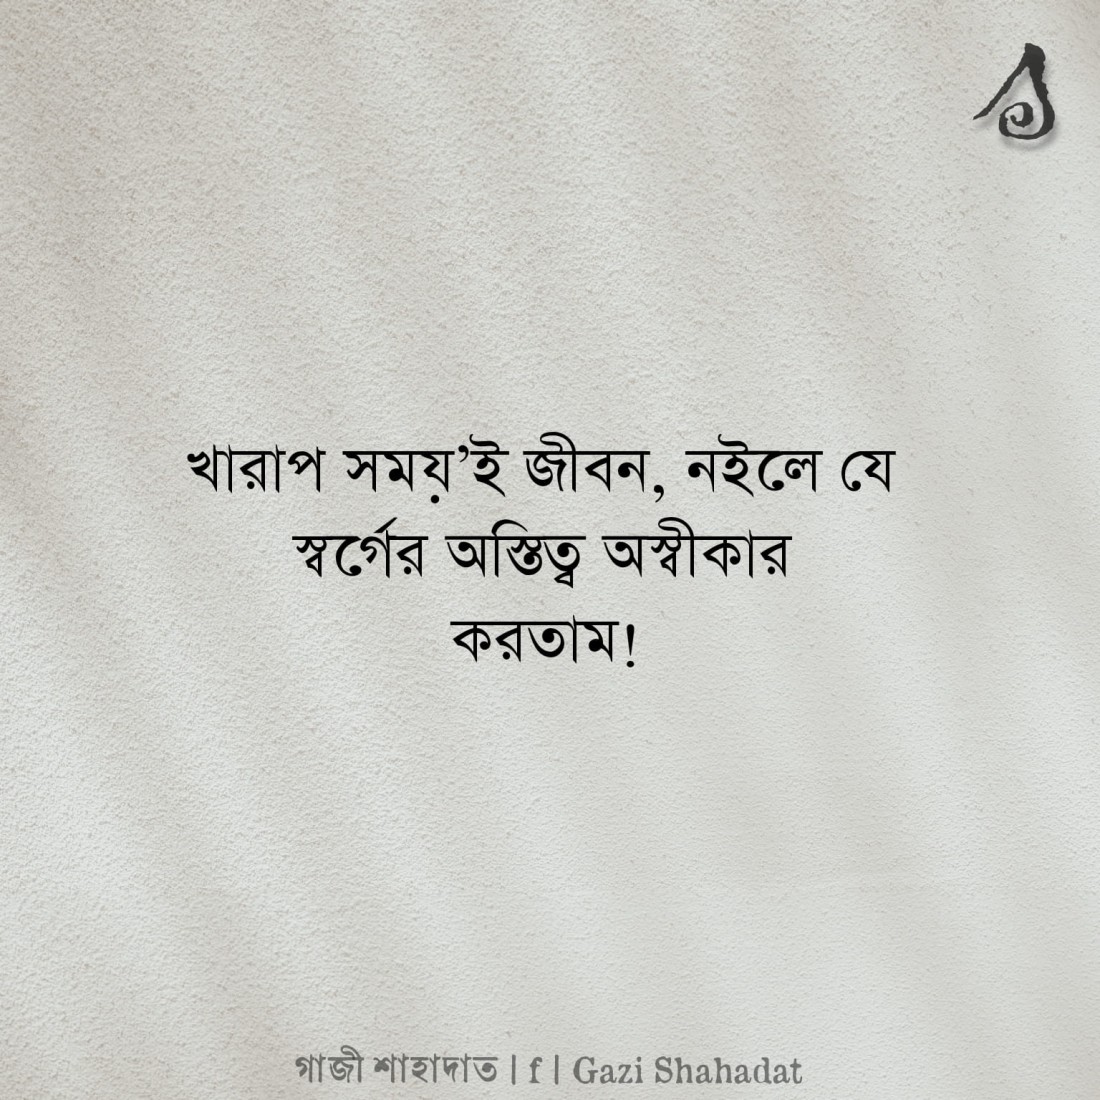 খারাপ সময়’ই জীবন, নইলে যে
স্বর্গের অস্তিত্ব অস্বীকার
করতাম!
গাজী শাহাদাত | f | Gazi Shahadat